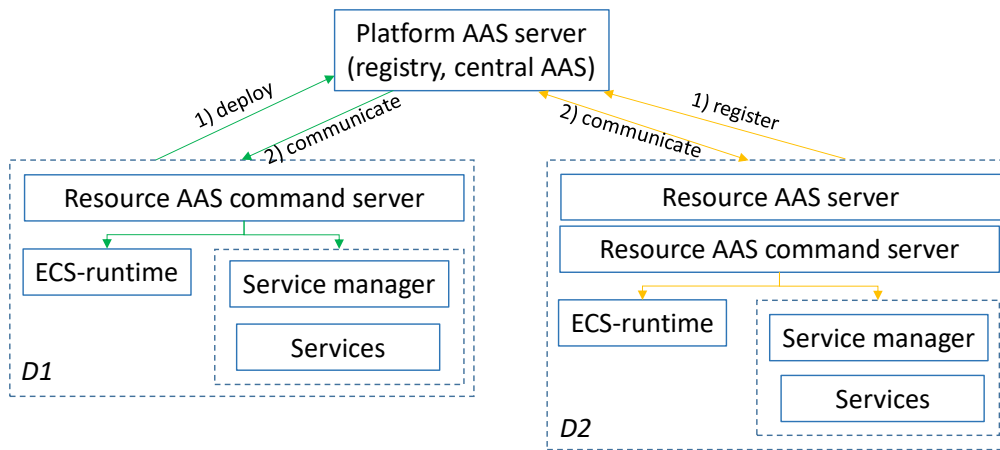 Platform AAS server
(registry, central AAS)
1) deploy
2) communicate
1) register
2) communicate
Resource AAS command server
ECS-runtime
Service manager
Services
D1
Resource AAS server
Resource AAS command server
ECS-runtime
Service manager
Services
D2